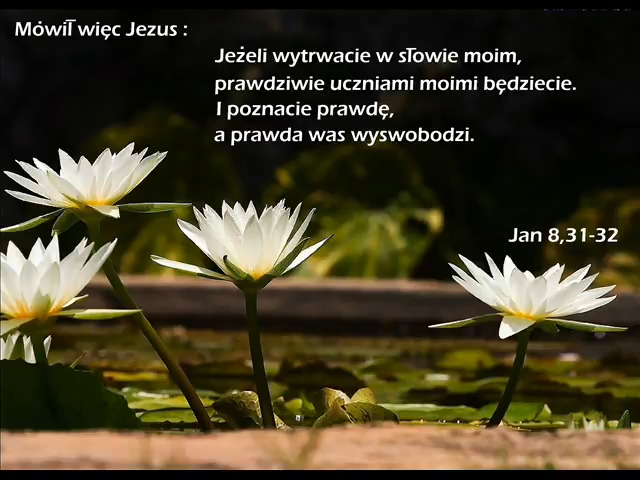 Mówił więc Jezus :
Jeżeli wytrwacie w słowie moim,
prawdziwie uczniami moimi będziecie.
I poznacie prawdę,
a prawda was wyswobodzi.
Jan 8,31-32